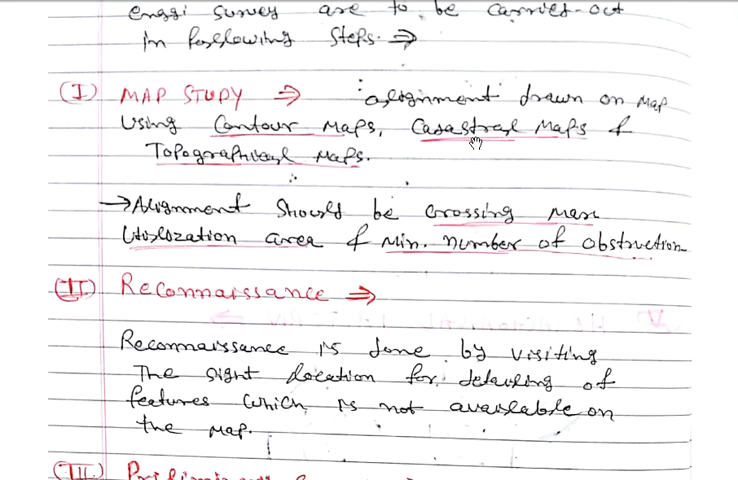 enggi survey are to be carried-out
in following steps. ⇒
(I) MAP STUDY ⇒ alignment drawn on Map
Using Contour Maps, Cadastral Maps &
Topographical Maps.
→ Alignment should be crossing Max
Utilization area & Min. number of obstruction
(II) Reconnaissance ⇒
Reconnaissance is done by visiting
The sight location for detailing of
features which is not available on
the Map.
(III)